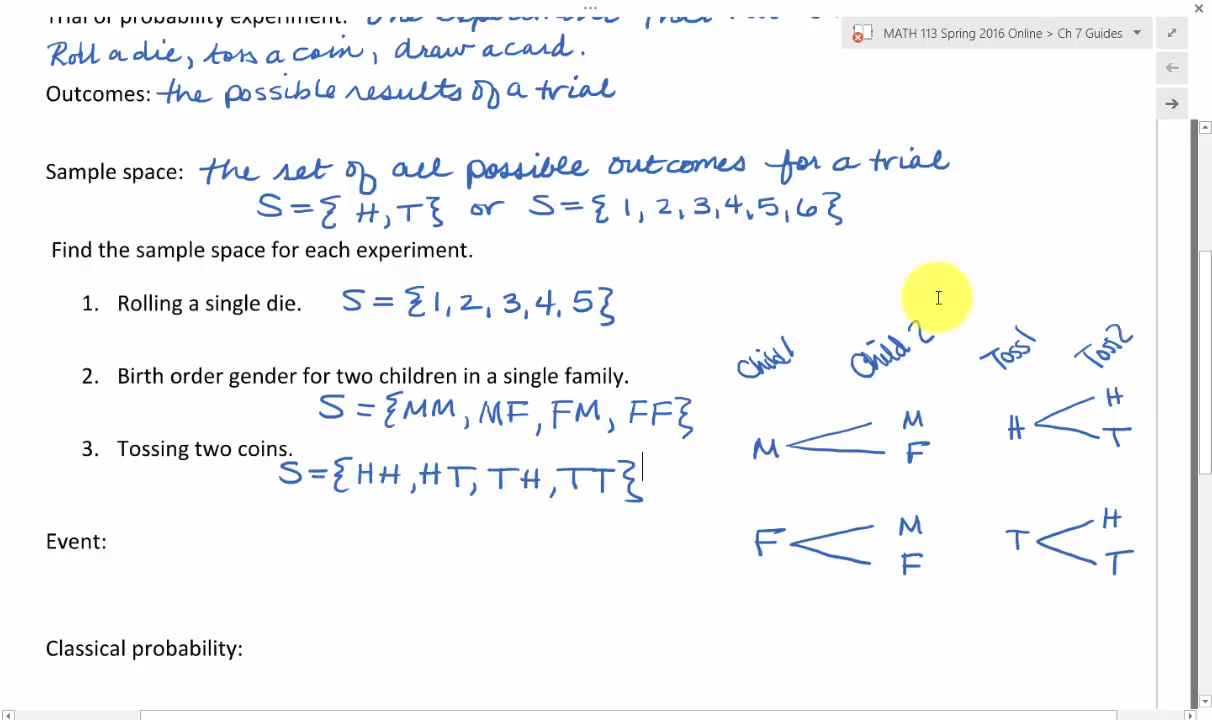 Trial or probability experiment:
MATH 113 Spring 2016 Online > Ch 7 Guides
Roll a die, toss a coin, draw a card.
Outcomes: the possible results of a trial
Sample space: the set of all possible outcomes for a trial
S = { H, T } or S = { 1, 2, 3, 4, 5, 6 }
Find the sample space for each experiment.
1. Rolling a single die. S = {1, 2, 3, 4, 5}
2. Birth order gender for two children in a single family.
S = {MM, MF, FM, FF}
3. Tossing two coins.
S = {HH, HT, TH, TT}
Event:
Classical probability:
Child 1 Child 2
M M
F
F M
F
Toss 1 Toss 2
H H
T
T H
T